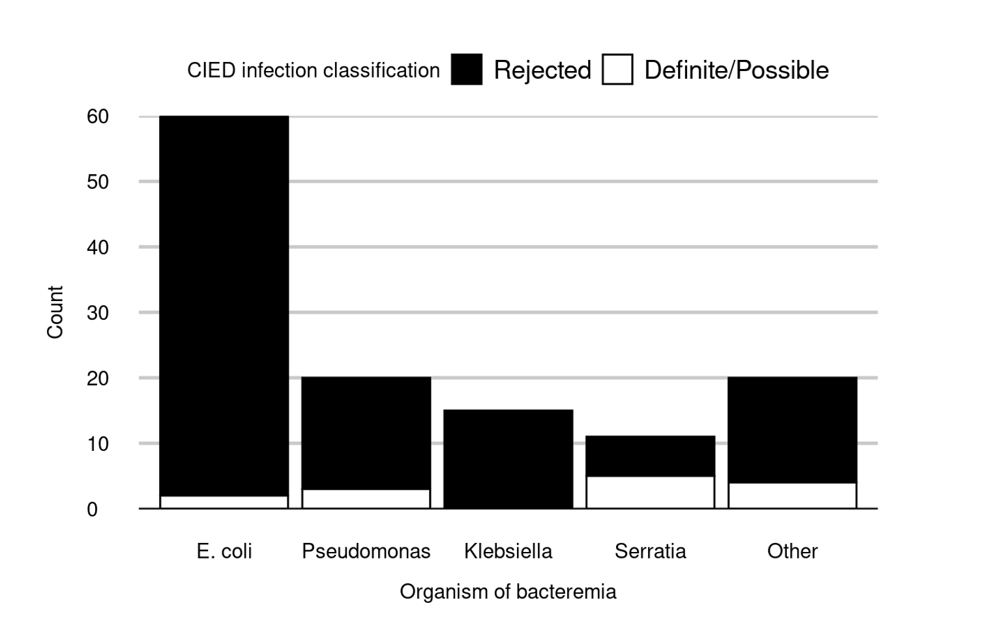 CIED infection classification Rejected Definite/Possible
60
50
40
30
20
10
0
Count
E. coli Pseudomonas Klebsiella Serratia Other
Organism of bacteremia